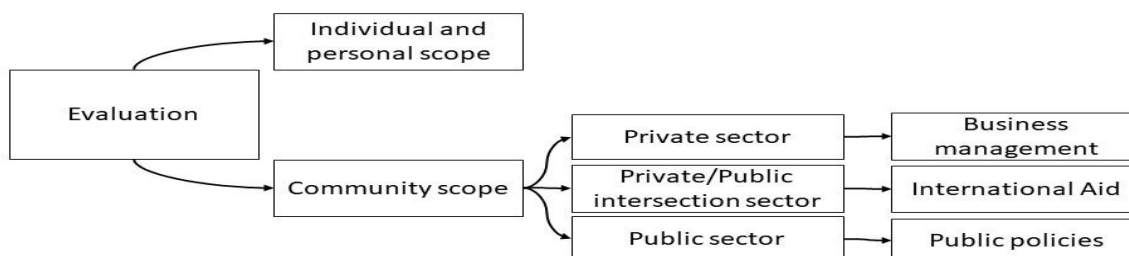 Individual and
personal scope
Evaluation
Community scope
Private sector
Business
management
Private/Public
intersection sector
International Aid
Public sector
Public policies